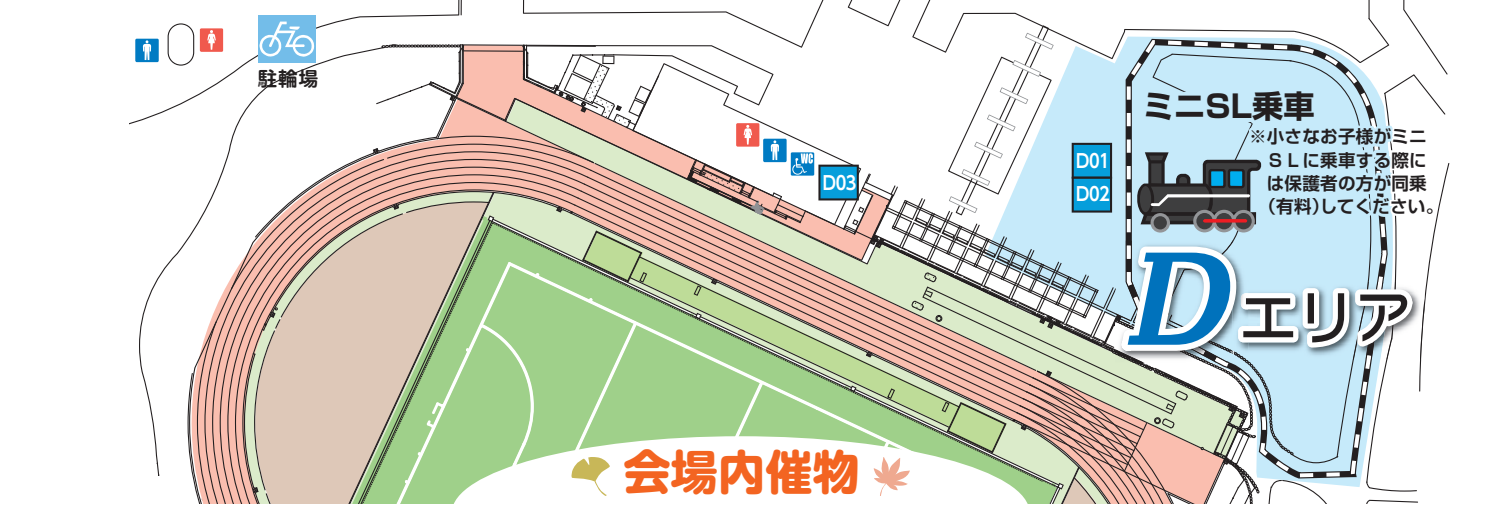 駐輪場
WC
D03
D01
D02
ミニSL乗車
※小さなお子様がミニ
ＳＬに乗車する際に
は保護者の方が同乗
(有料)してください。
Dエリア
会場内催物